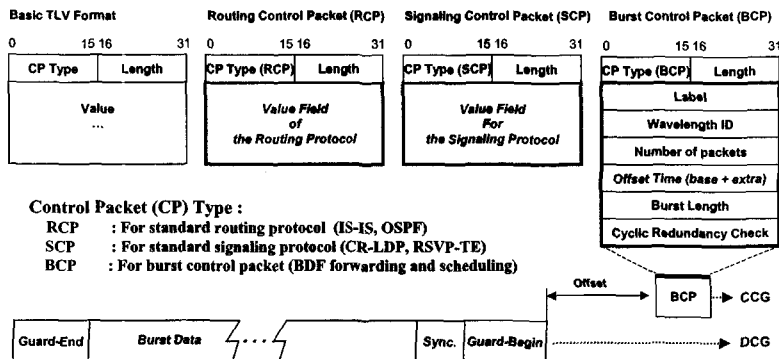 Basic TLV Format
Routing Control Packet (RCP)
Signaling Control Packet (SCP)
Burst Control Packet (BCP)
0 15 16 31
0 15 16 31
0 15 16 31
0 15 16 31
CP Type Length
CP Type (RCP) Length
CP Type (SCP) Length
CP Type (BCP) Length
Value
...
Value Field
of
the Routing Protocol
Value Field
For
the Signaling Protocol
Label
Wavelength ID
Number of packets
Offset Time (base + extra)
Burst Length
Cyclic Redundancy Check
Control Packet (CP) Type :
RCP : For standard routing protocol (IS-IS, OSPF)
SCP : For standard signaling protocol (CR-LDP, RSVP-TE)
BCP : For burst control packet (BDF forwarding and scheduling)
Offset
BCP
CCG
Guard-End
Burst Data
...
Sync.
Guard-Begin
DCG